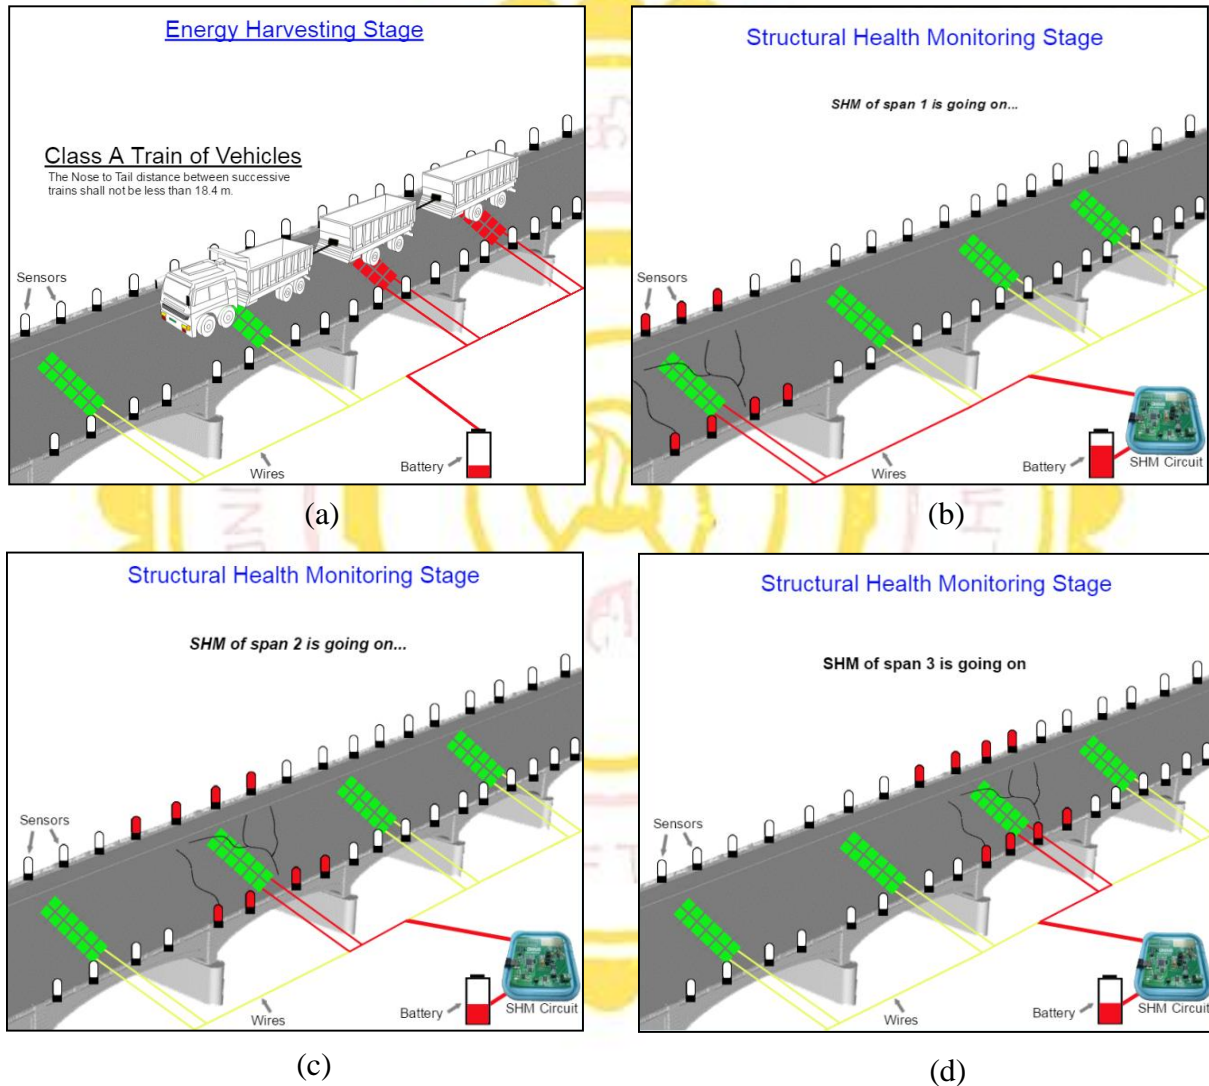 Energy Harvesting Stage
Class A Train of Vehicles
The Nose to Tail distance between successive
trains shall not be less than 18.4 m.
Sensors
Battery
Wires
(a)
Structural Health Monitoring Stage
SHM of span 1 is going on...
Sensors
Battery
SHM Circuit
Wires
(b)
Structural Health Monitoring Stage
SHM of span 2 is going on...
Sensors
Battery
SHM Circuit
Wires
(c)
Structural Health Monitoring Stage
SHM of span 3 is going on
Sensors
Battery
SHM Circuit
Wires
(d)